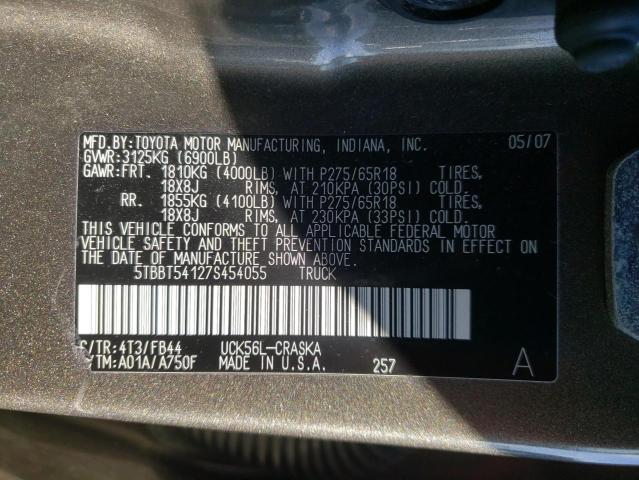 MFD.BY:TOYOTA MOTOR MANUFACTURING, INDIANA, INC. 05/07
GVWR:3125KG (6900LB)
GAWR:FRT. 1810KG (4000LB) WITH P275/65R18 TIRES,
18X8J RIMS, AT 210KPA (30PSI) COLD.
RR. 1855KG (4100LB) WITH P275/65R18 TIRES,
18X8J RIMS, AT 230KPA (33PSI) COLD.
THIS VEHICLE CONFORMS TO ALL APPLICABLE FEDERAL MOTOR
VEHICLE SAFETY AND THEFT PREVENTION STANDARDS IN EFFECT ON
THE DATE OF MANUFACTURE SHOWN ABOVE.
5TBBT54127S454055 TRUCK
C/TR:4T3/FB44 UCK56L-CRASKA
/TM:A01A/A750F MADE IN U.S.A. 257 A